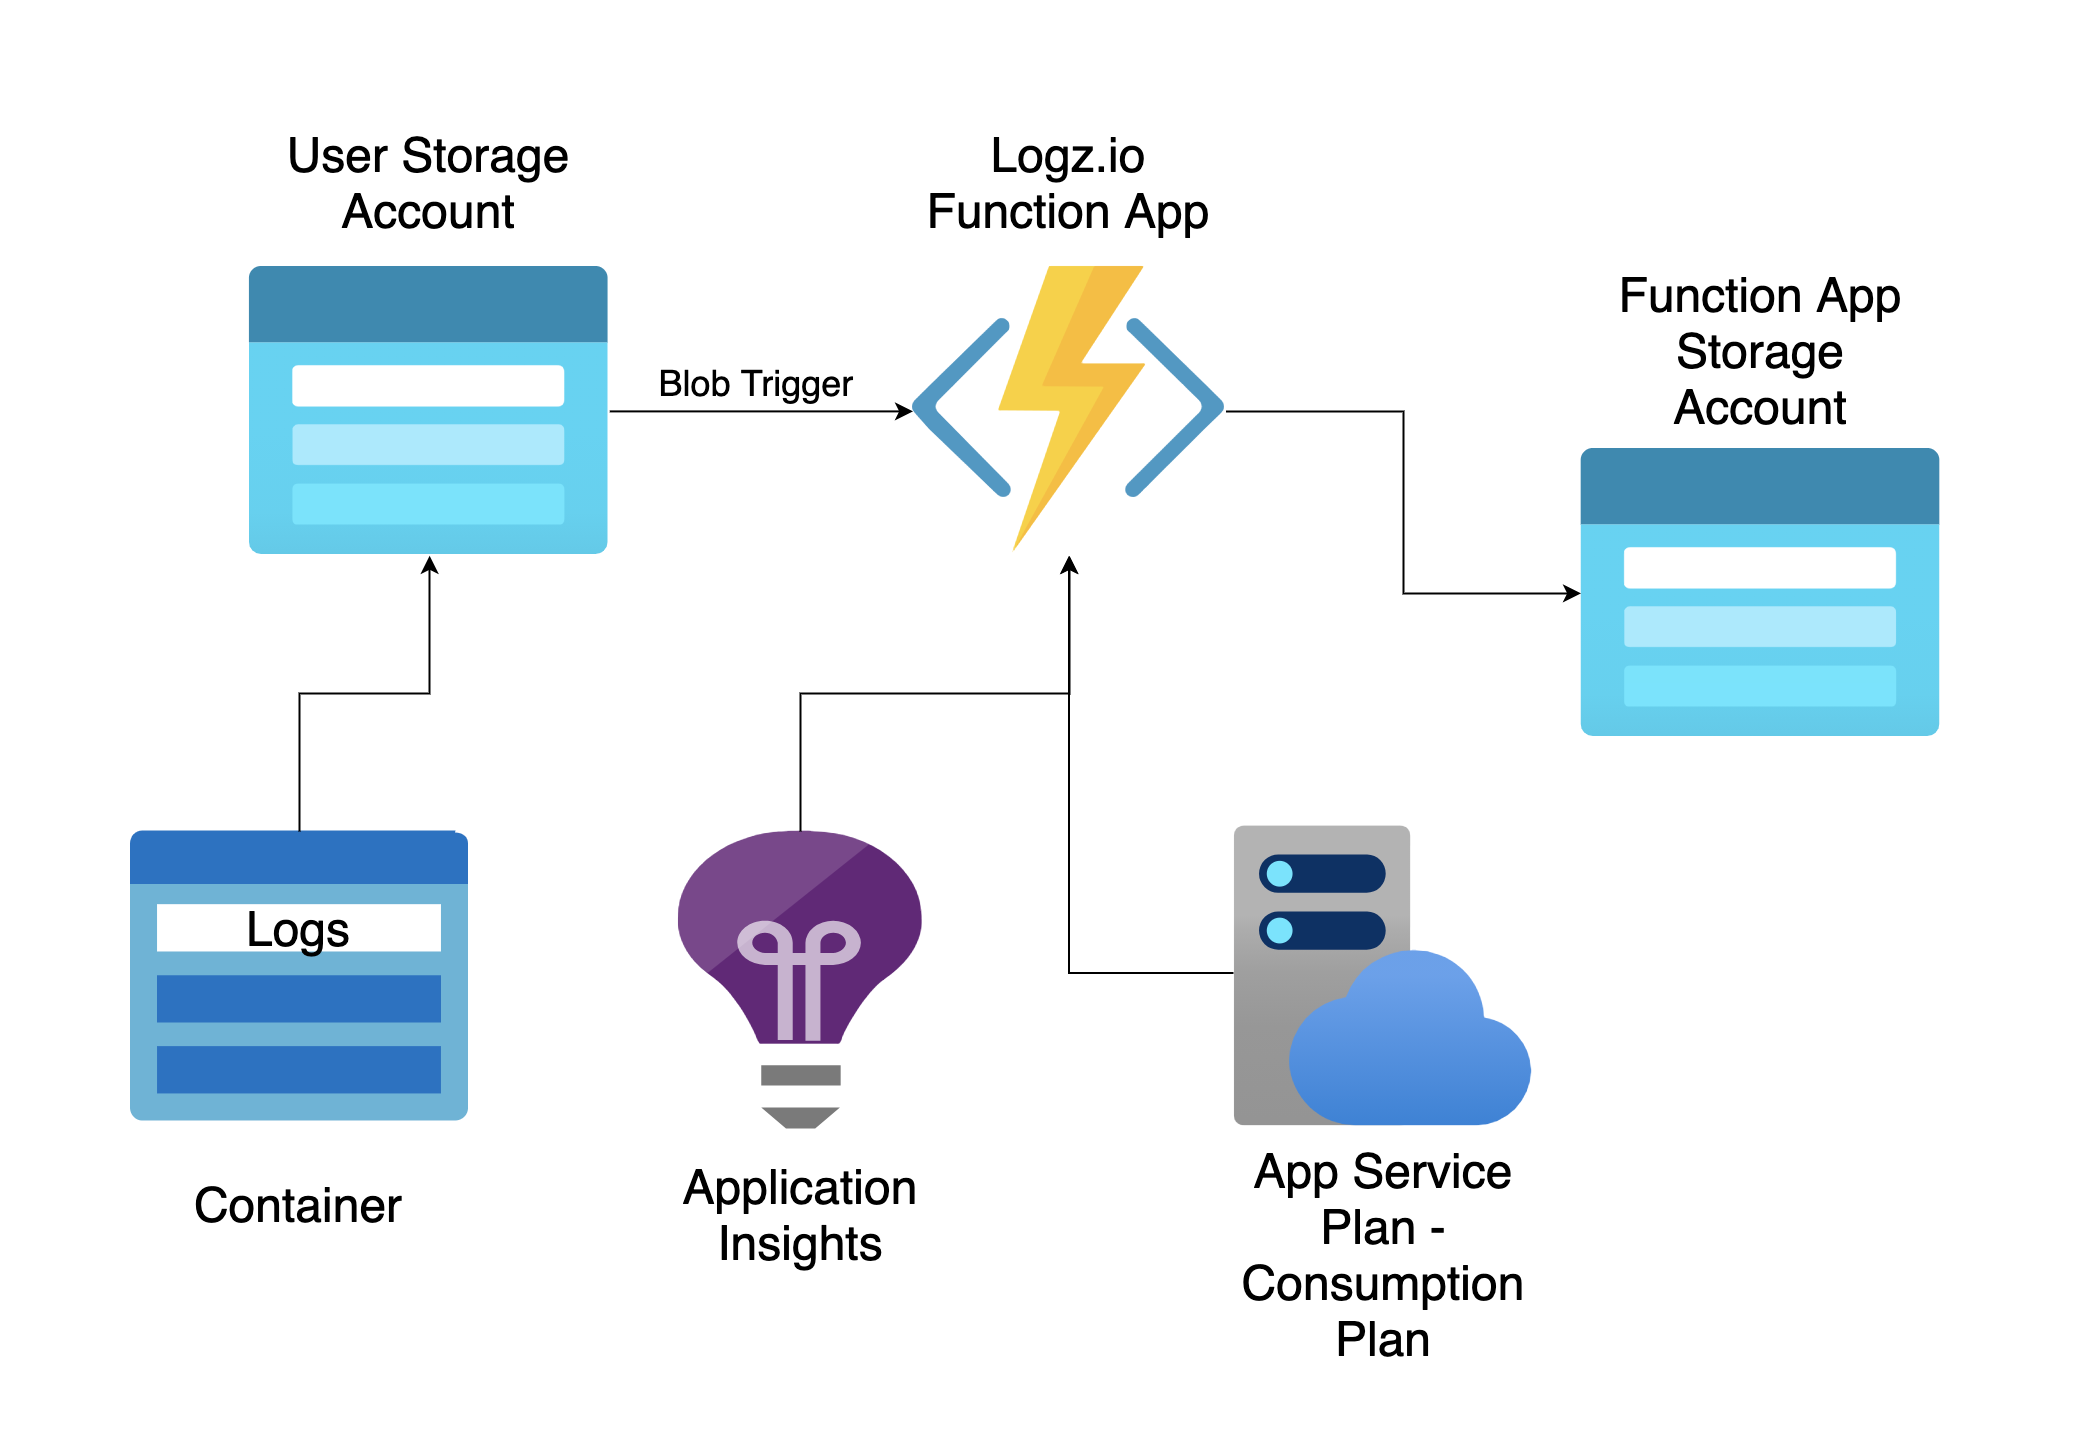 User Storage
Account
Logz.io
Function App
Function App
Storage
Account
Blob Trigger
Logs
Container
Application
Insights
App Service
Plan -
Consumption
Plan